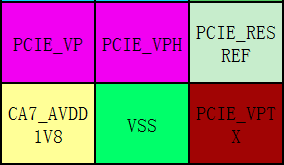 PCIE_VP PCIE_VPH PCIE_RES
REF
CA7_AVDD
1V8 VSS PCIE_VPT
X